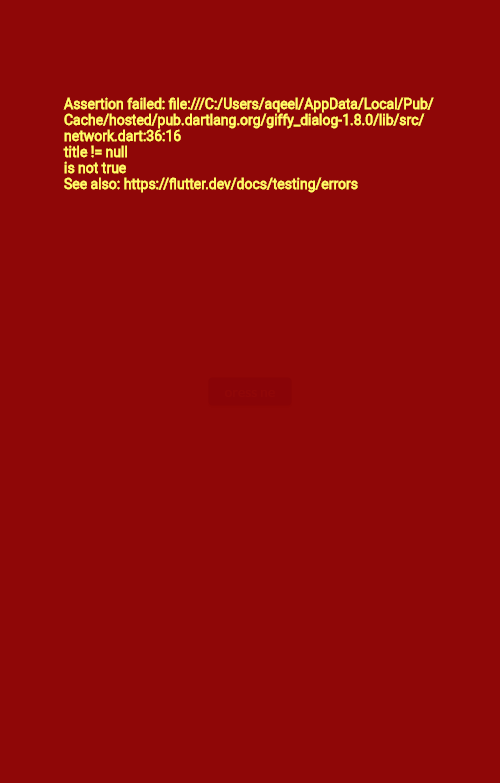 Assertion failed: file:///C:/Users/aqeel/AppData/Local/Pub/
Cache/hosted/pub.dartlang.org/giffy_dialog-1.8.0/lib/src/
network.dart:36:16
title != null
is not true
See also: https://flutter.dev/docs/testing/errors